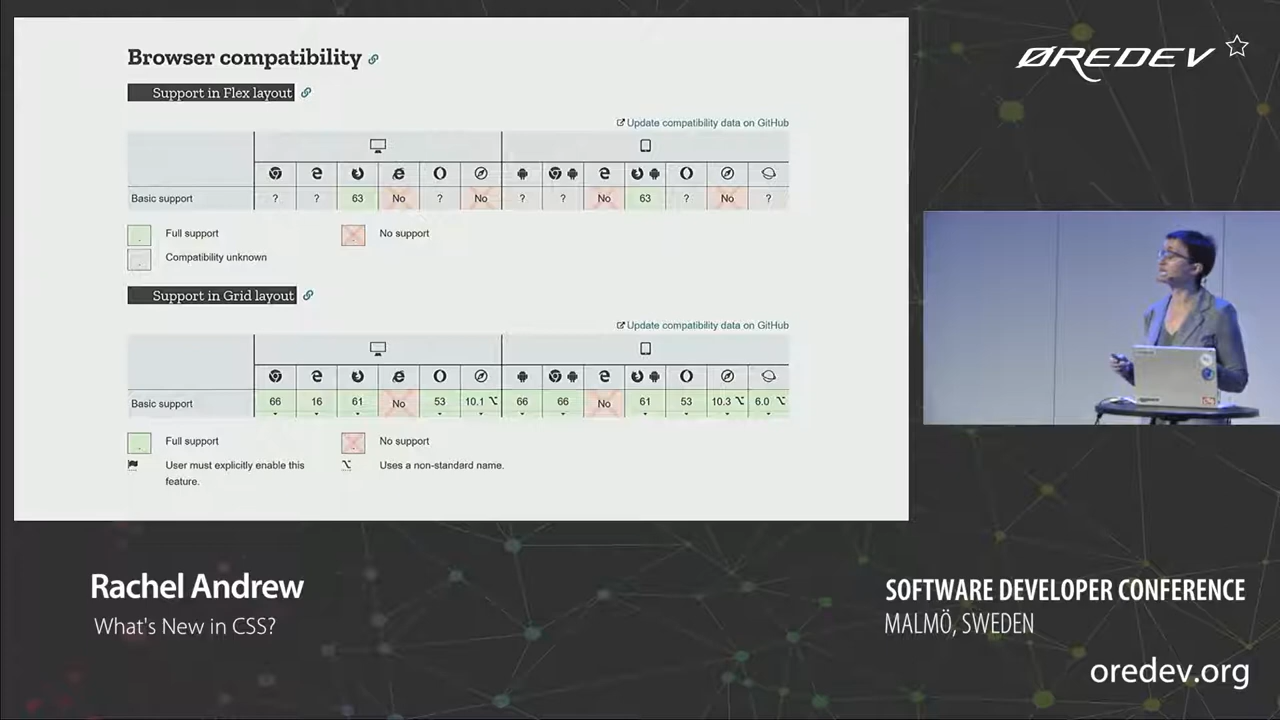 Browser compatibility
Support in Flex layout
Update compatibility data on GitHub
Basic support ? ? 63 No ? No ? ? No 63 ? No ?
Full support No support
Compatibility unknown
Support in Grid layout
Update compatibility data on GitHub
Basic support 66 16 61 No 53 10.1 66 66 No 61 53 10.3 6.0
Full support No support
User must explicitly enable this Uses a non-standard name.
feature.
ØREDEV
Rachel Andrew
What's New in CSS?
SOFTWARE DEVELOPER CONFERENCE
MALMÖ, SWEDEN
oredev.org